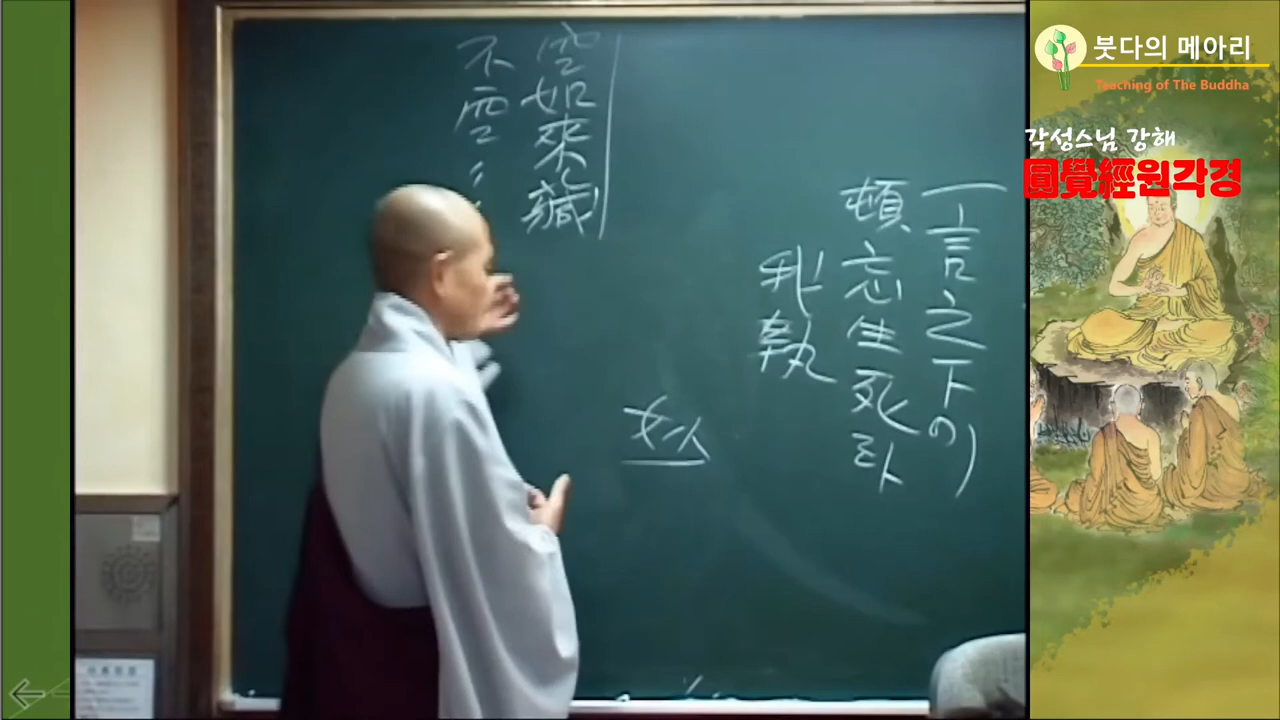 붓다의 메아리
Teaching of The Buddha
각성스님 강해
圓覺經원각경
一言之下
頓忘生死라
我執
妙
空如來藏
不空